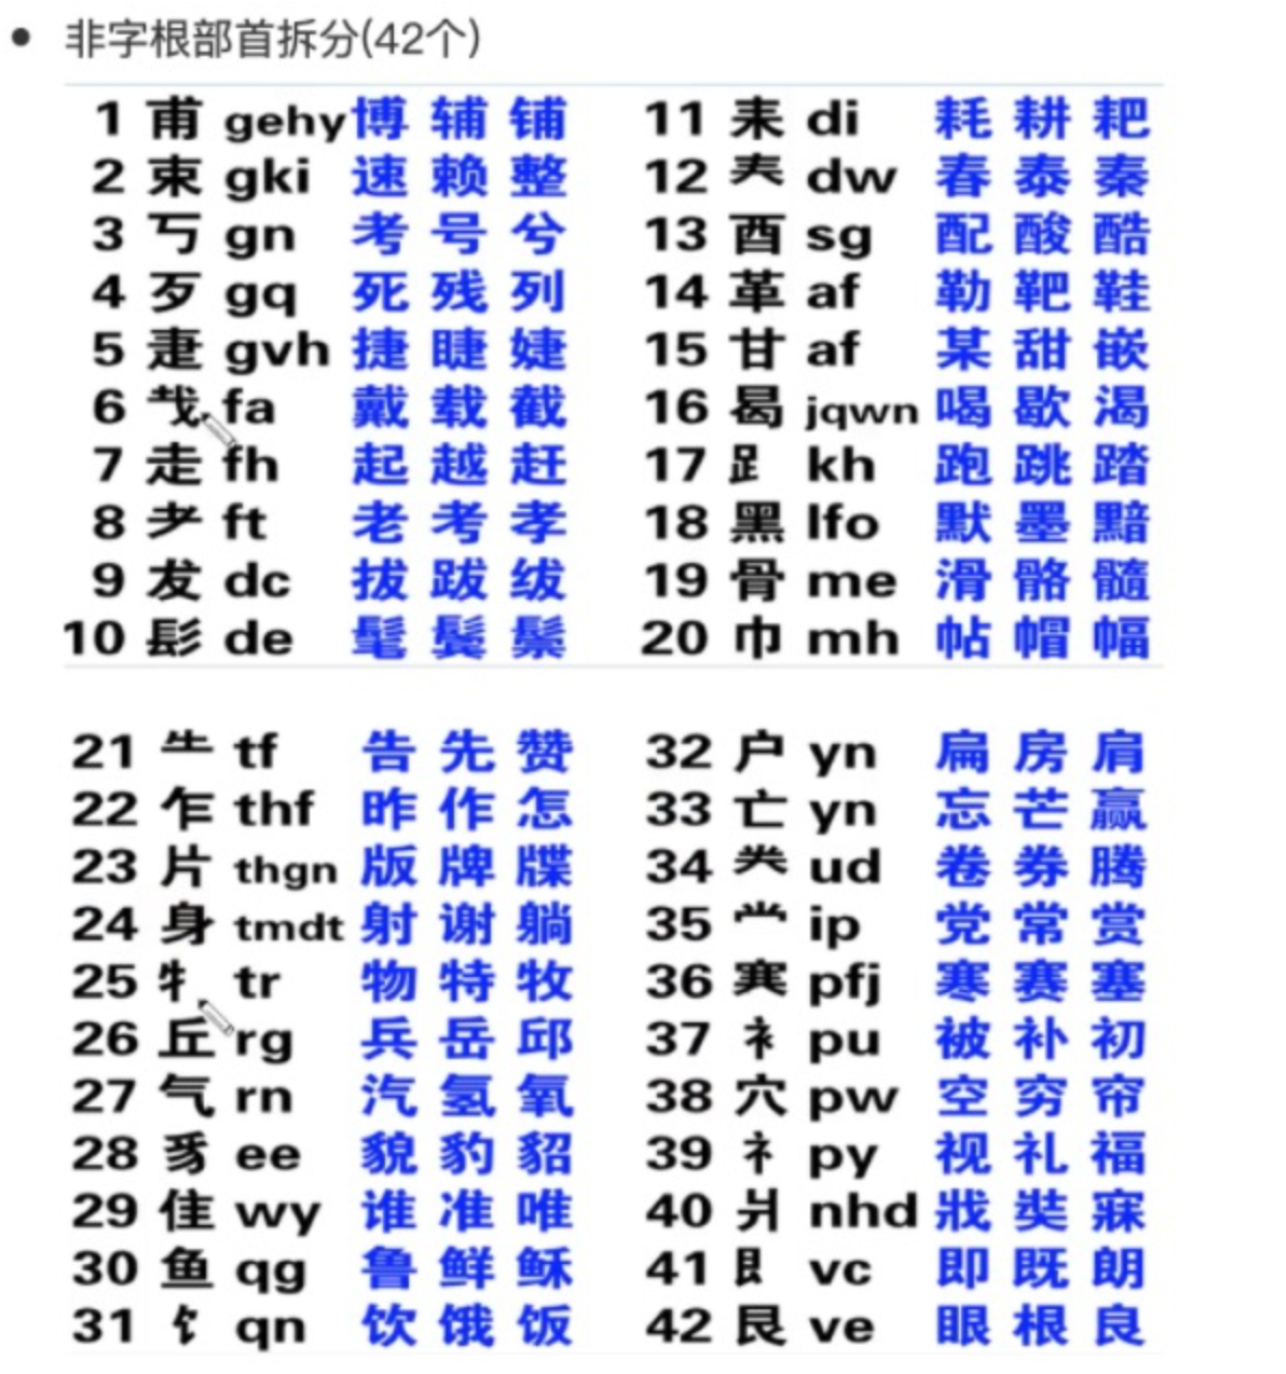 • 非字根部首拆分(42个)
1 甫 gehy 博 辅 铺
2 束 gki 速 赖 整
3 丂 gn 考 号 兮
4 歹 gq 死 残 列
5 疌 gvh 捷 睫 婕
6 𢦏 fa 戴 载 截
7 走 fh 起 越 赶
8 耂 ft 老 考 孝
9 犮 dc 拔 跋 绂
10 髟 de 髦 鬓 鬃
11 耒 di 耗 耕 耙
12 𡗗 dw 春 泰 秦
13 酉 sg 配 酸 酷
14 革 af 勒 靶 鞋
15 甘 af 某 甜 嵌
16 曷 jqwn 喝 歇 渴
17 𧾷 kh 跑 跳 踏
18 黑 lfo 默 墨 黯
19 骨 me 滑 骼 髓
20 巾 mh 帖 帽 幅
21 ⺧ tf 告 先 赞
22 乍 thf 昨 作 怎
23 片 thgn 版 牌 牒
24 身 tmdt 射 谢 躺
25 牜 tr 物 特 牧
26 丘 rg 兵 岳 邱
27 气 rn 汽 氢 氧
28 豸 ee 貌 豹 貂
29 隹 wy 谁 准 唯
30 鱼 qg 鲁 鲜 稣
31 饣 qn 饮 饿 饭
32 户 yn 扁 房 肩
33 亡 yn 忘 芒 赢
34 龹 ud 卷 券 腾
35 龸 ip 党 常 赏
36 pfj 寒 赛 塞
37 衤 pu 被 补 初
38 穴 pw 空 穷 帘
39 礻 py 视 礼 福
40 爿 nhd 戕 奘 寐
41 vc 即 既 朗
42 艮 ve 眼 根 良